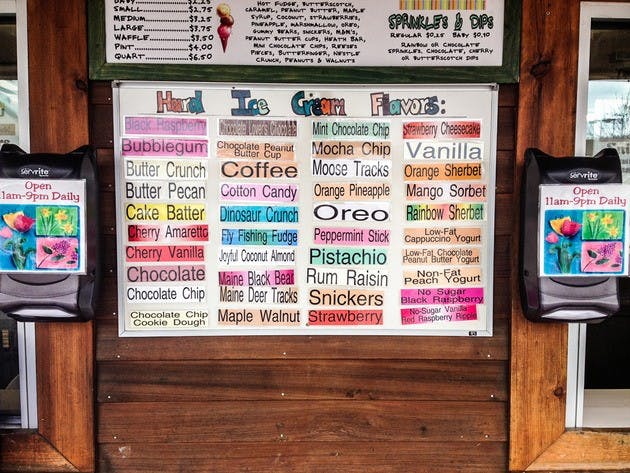 SMALL..........$2.75
MEDIUM..........$3.25
LARGE..........$3.75
WAFFLE..........$3.50
PINT..........$4.00
QUART..........$6.50
HOT FUDGE, BUTTERSCOTCH,
CARAMEL, PEANUT BUTTER, MAPLE
SYRUP, COCONUT, STRAWBERRIES,
PINEAPPLE, MARSHMALLOW, OREO,
GUMMY BEARS, SNICKERS, M&M'S,
PEANUT BUTTER CUPS, HEATH BAR,
MINI CHOCOLATE CHIPS, REESES
PIECES, BUTTERFINGER, NESTLE
CRUNCH, PEANUTS & WALNUTS
SPRINKLES & DIPS
REGULAR $0.25 BABY $0.10
RAINBOW OR CHOCOLATE
SPRINKLES, CHOCOLATE, CHERRY
OR BUTTERSCOTCH DIPS
Hard Ice Cream Flavors:
Black Raspberry
Bubblegum
Butter Crunch
Butter Pecan
Cake Batter
Cherry Amaretto
Cherry Vanilla
Chocolate
Chocolate Chip
Chocolate Chip
Cookie Dough
Chocolate Lover's Chocolate
Chocolate Peanut
Butter Cup
Coffee
Cotton Candy
Dinosaur Crunch
Fly Fishing Fudge
Joyful Coconut Almond
Maine Black Bear
Maine Deer Tracks
Maple Walnut
Mint Chocolate Chip
Mocha Chip
Moose Tracks
Orange Pineapple
Oreo
Peppermint Stick
Pistachio
Rum Raisin
Snickers
Strawberry
Strawberry Cheesecake
Vanilla
Orange Sherbet
Mango Sorbet
Rainbow Sherbet
Low-Fat
Cappuccino Yogurt
Low-Fat Chocolate
Peanut Butter Yogurt
Non-Fat
Peach Yogurt
No Sugar
Black Raspberry
No-Sugar Vanilla
Red Raspberry Ripple
servrite
Open
11am-9pm Daily
servrite
Open
11am-9pm Daily